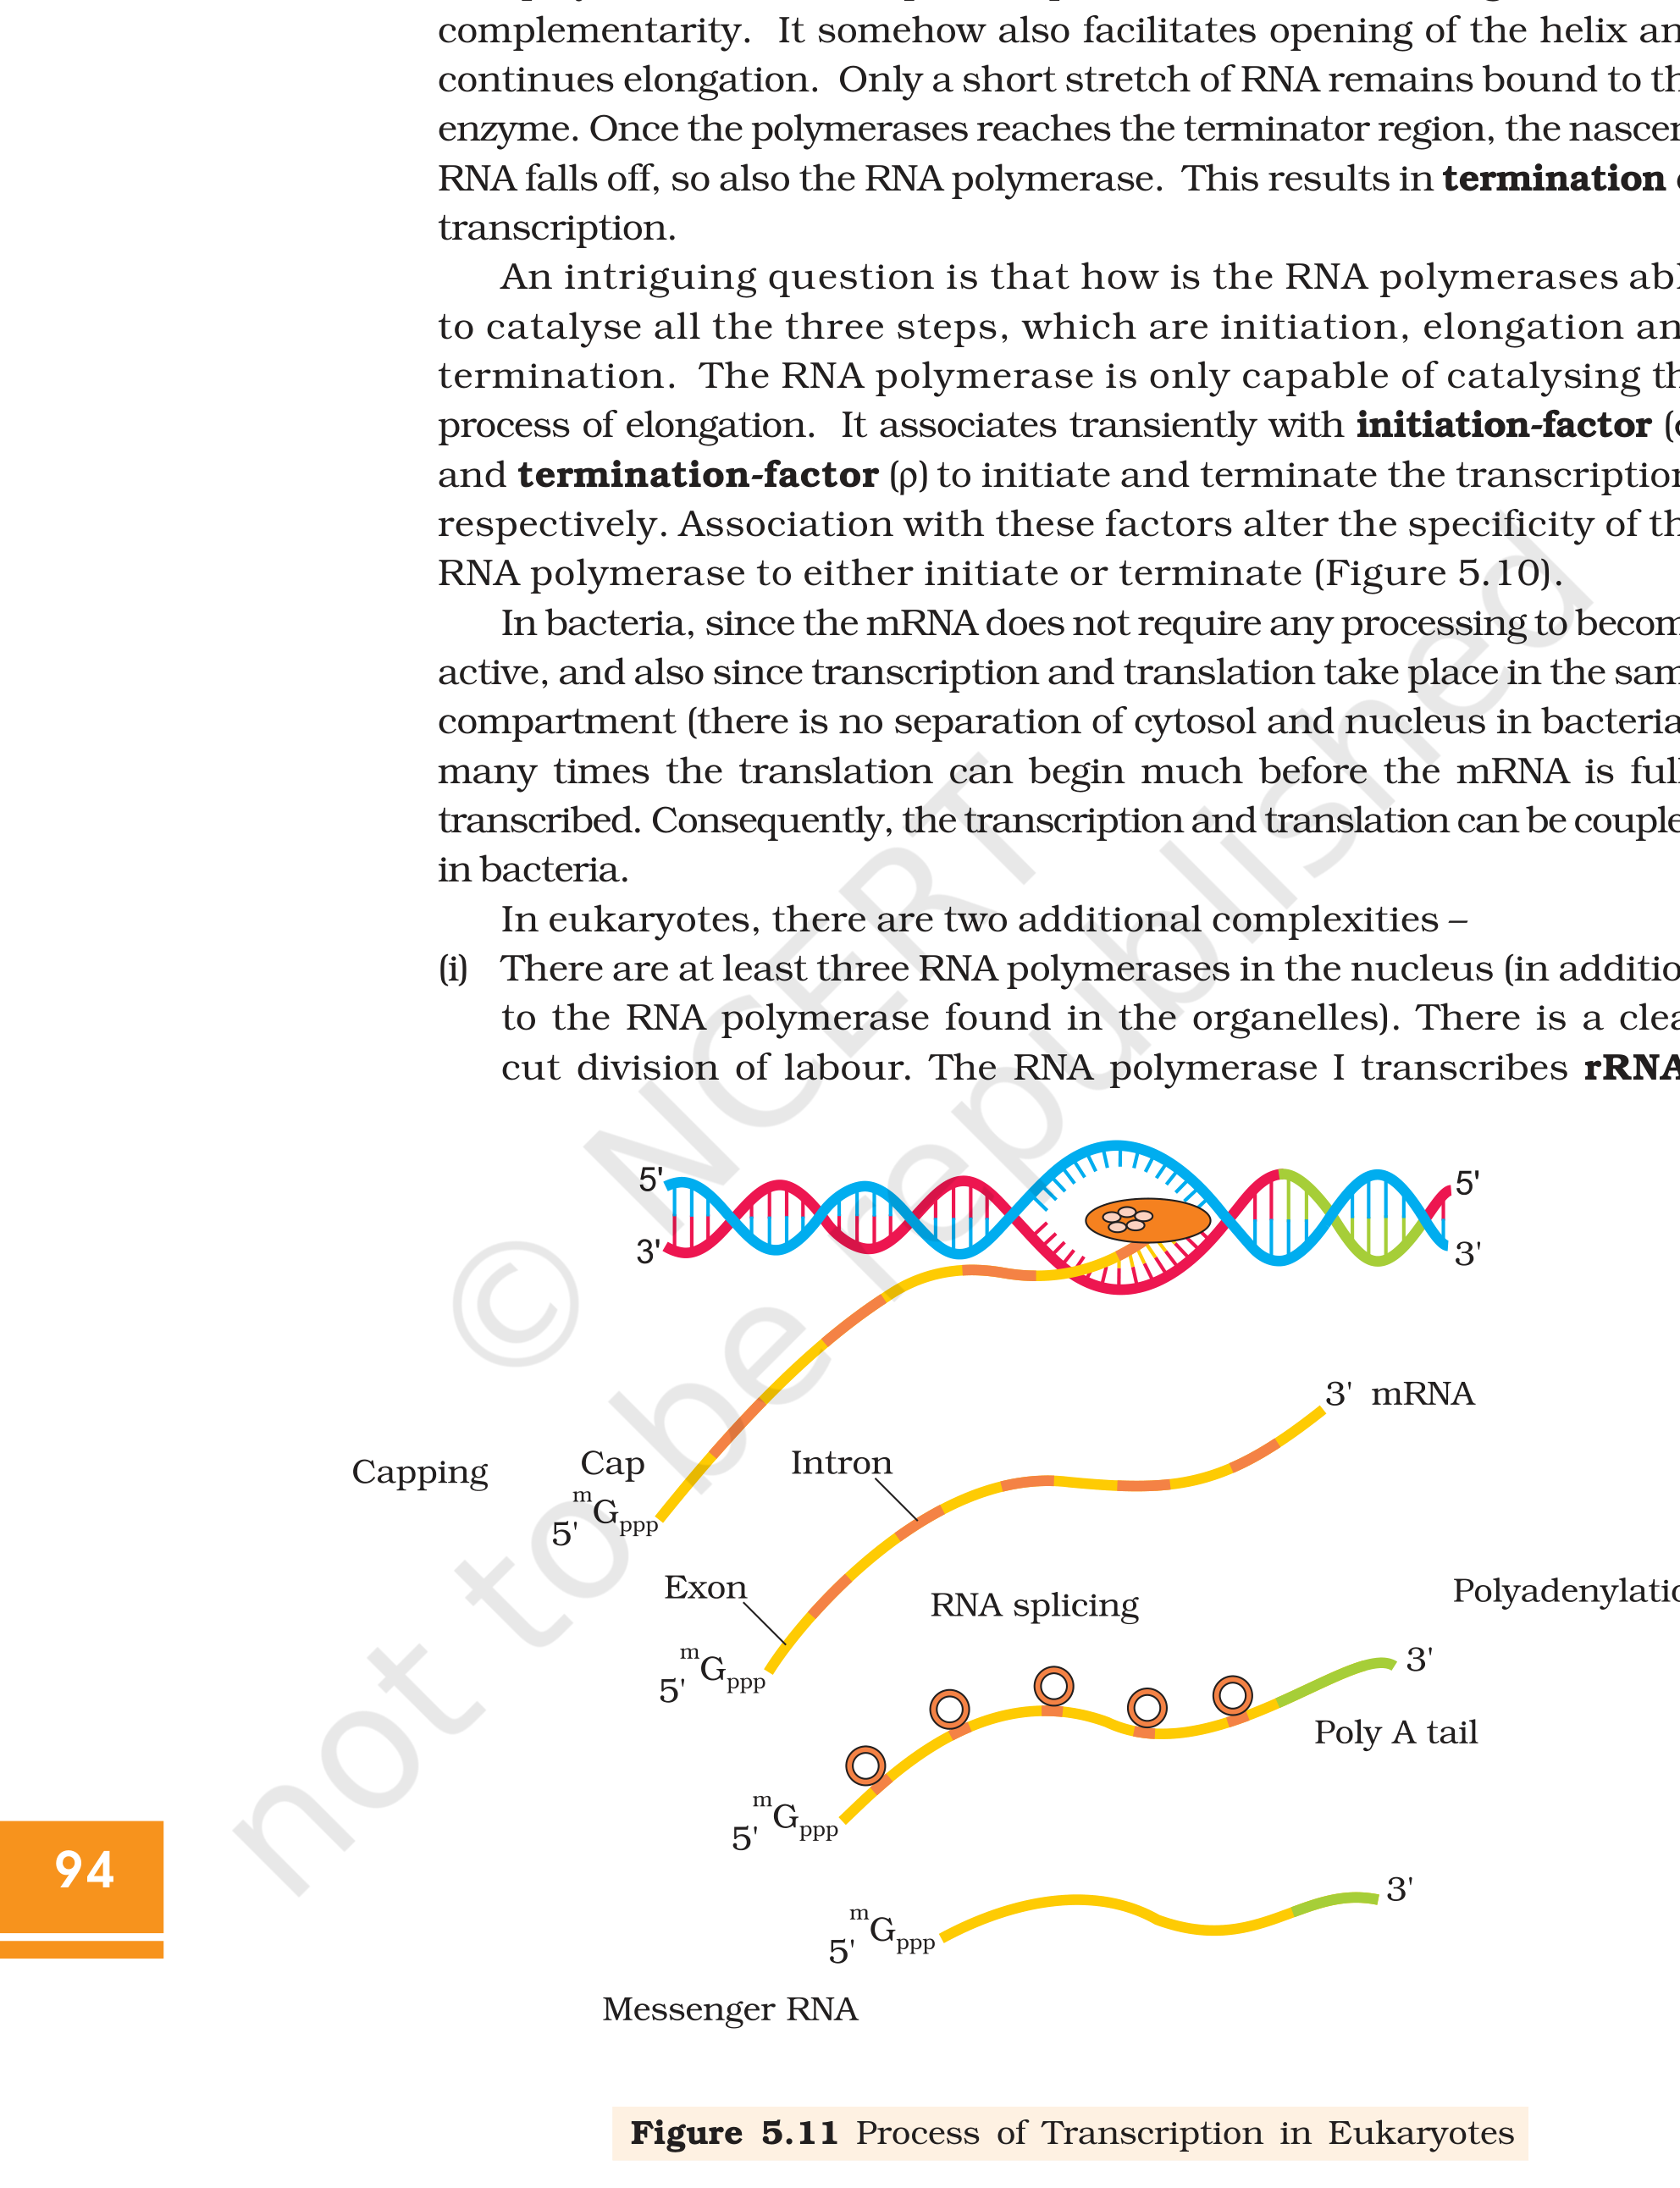 complementarity. It somehow also facilitates opening of the helix an
continues elongation. Only a short stretch of RNA remains bound to th
enzyme. Once the polymerases reaches the terminator region, the nascen
RNA falls off, so also the RNA polymerase. This results in termination
transcription.
An intriguing question is that how is the RNA polymerases abl
to catalyse all the three steps, which are initiation, elongation an
termination. The RNA polymerase is only capable of catalysing th
process of elongation. It associates transiently with initiation-factor (
and termination-factor (ρ) to initiate and terminate the transcription
respectively. Association with these factors alter the specificity of th
RNA polymerase to either initiate or terminate (Figure 5.10).
In bacteria, since the mRNA does not require any processing to becom
active, and also since transcription and translation take place in the sam
compartment (there is no separation of cytosol and nucleus in bacteria
many times the translation can begin much before the mRNA is full
transcribed. Consequently, the transcription and translation can be couple
in bacteria.
In eukaryotes, there are two additional complexities –
(i) There are at least three RNA polymerases in the nucleus (in additio
to the RNA polymerase found in the organelles). There is a clea
cut division of labour. The RNA polymerase I transcribes rRNA
5' 5'
3' 3'
3' mRNA
Capping Cap Intron
5' mGppp
Exon RNA splicing Polyadenylatio
5' mGppp 3'
Poly A tail
5' mGppp
94
3'
5' mGppp
Messenger RNA
Figure 5.11 Process of Transcription in Eukaryotes
© NCERT
not to be republished